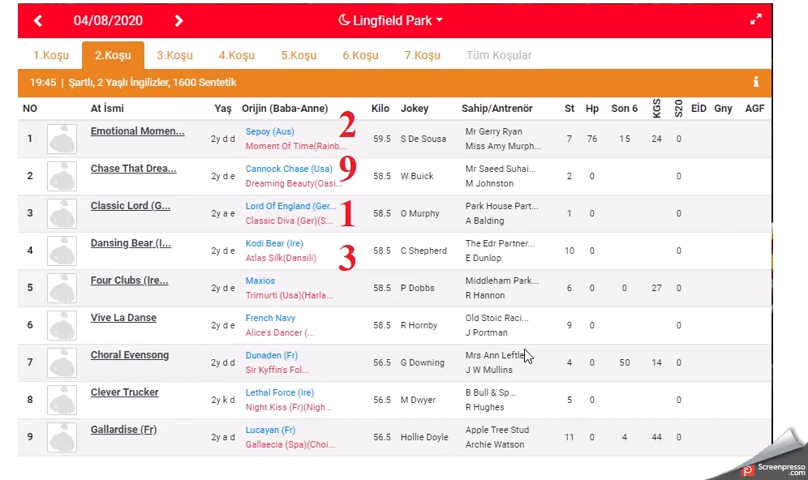 04/08/2020 Lingfield Park
1.Koşu 2.Koşu 3.Koşu 4.Koşu 5.Koşu 6.Koşu 7.Koşu Tüm Koşular
19:45 | Şartlı, 2 Yaşlı İngilizler, 1600 Sentetik
NO At İsmi Yaş Orijin (Baba-Anne) Kilo Jokey Sahip/Antrenör St Hp Son 6 KGS S20 EİD Gny AGF
1 Emotional Momen... 2y d d Sepoy (Aus) 2 59.5 S De Sousa Mr Gerry Ryan 7 76 1 5 24 0
Moment Of Time(Rainb... Miss Amy Murph...
2 Chase That Drea... 2y d e Cannock Chase (Usa) 9 58.5 W Buick Mr Saeed Suhai... 2 0 0
Dreaming Beauty(Oasi... M Johnston
3 Classic Lord (G... 2y a e Lord Of England (Ger... 1 58.5 O Murphy Park House Part... 1 0 0
Classic Diva (Ger)(S... A Balding
4 Dansing Bear (I... 2y d e Kodi Bear (Ire) 3 58.5 C Shepherd The Edr Partner... 10 0 0
Atlas Silk(Dansili) E Dunlop
5 Four Clubs (Ire... 2y d e Maxios 58.5 P Dobbs Middleham Park... 6 0 0 27 0
Trimurti (Usa)(Harla... R Hannon
6 Vive La Danse 2y d e French Navy 58.5 R Hornby Old Stoic Raci... 9 0 0
Alice's Dancer (... J Portman
7 Choral Evensong 2y d d Dunaden (Fr) 56.5 G Downing Mrs Ann Leftle 4 0 50 14 0
Sir Kyffin's Fol... J W Mullins
8 Clever Trucker 2y k d Lethal Force (Ire) 56.5 M Dwyer B Bull & Sp... 5 0 0
Night Kiss (Fr)(Nigh... R Hughes
9 Gallardise (Fr) 2y a d Lucayan (Fr) 56.5 Hollie Doyle Apple Tree Stud 11 0 4 44 0
Gallaecia (Spa)(Choi... Archie Watson
Screenpresso
.com